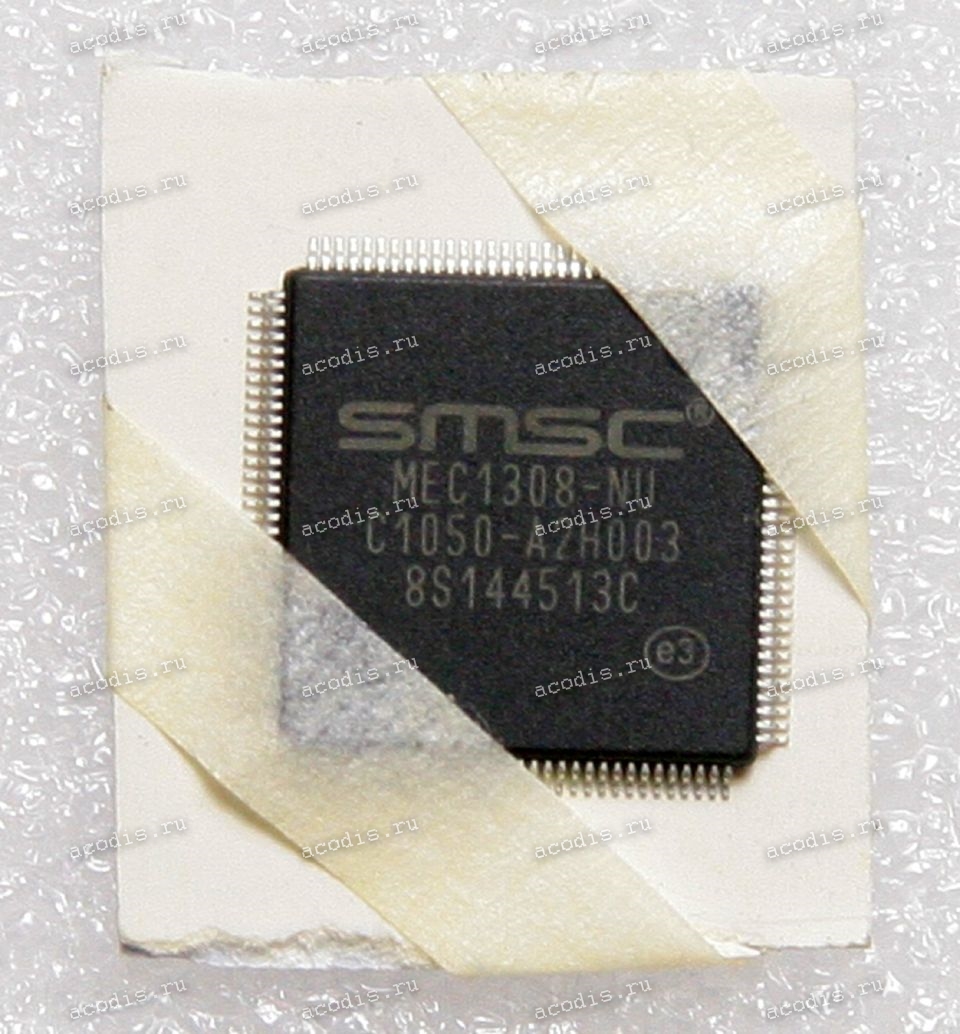 SMSC®
MEC1308-NU
C1050-A2H003
8S144513C
e3
acodis.ru